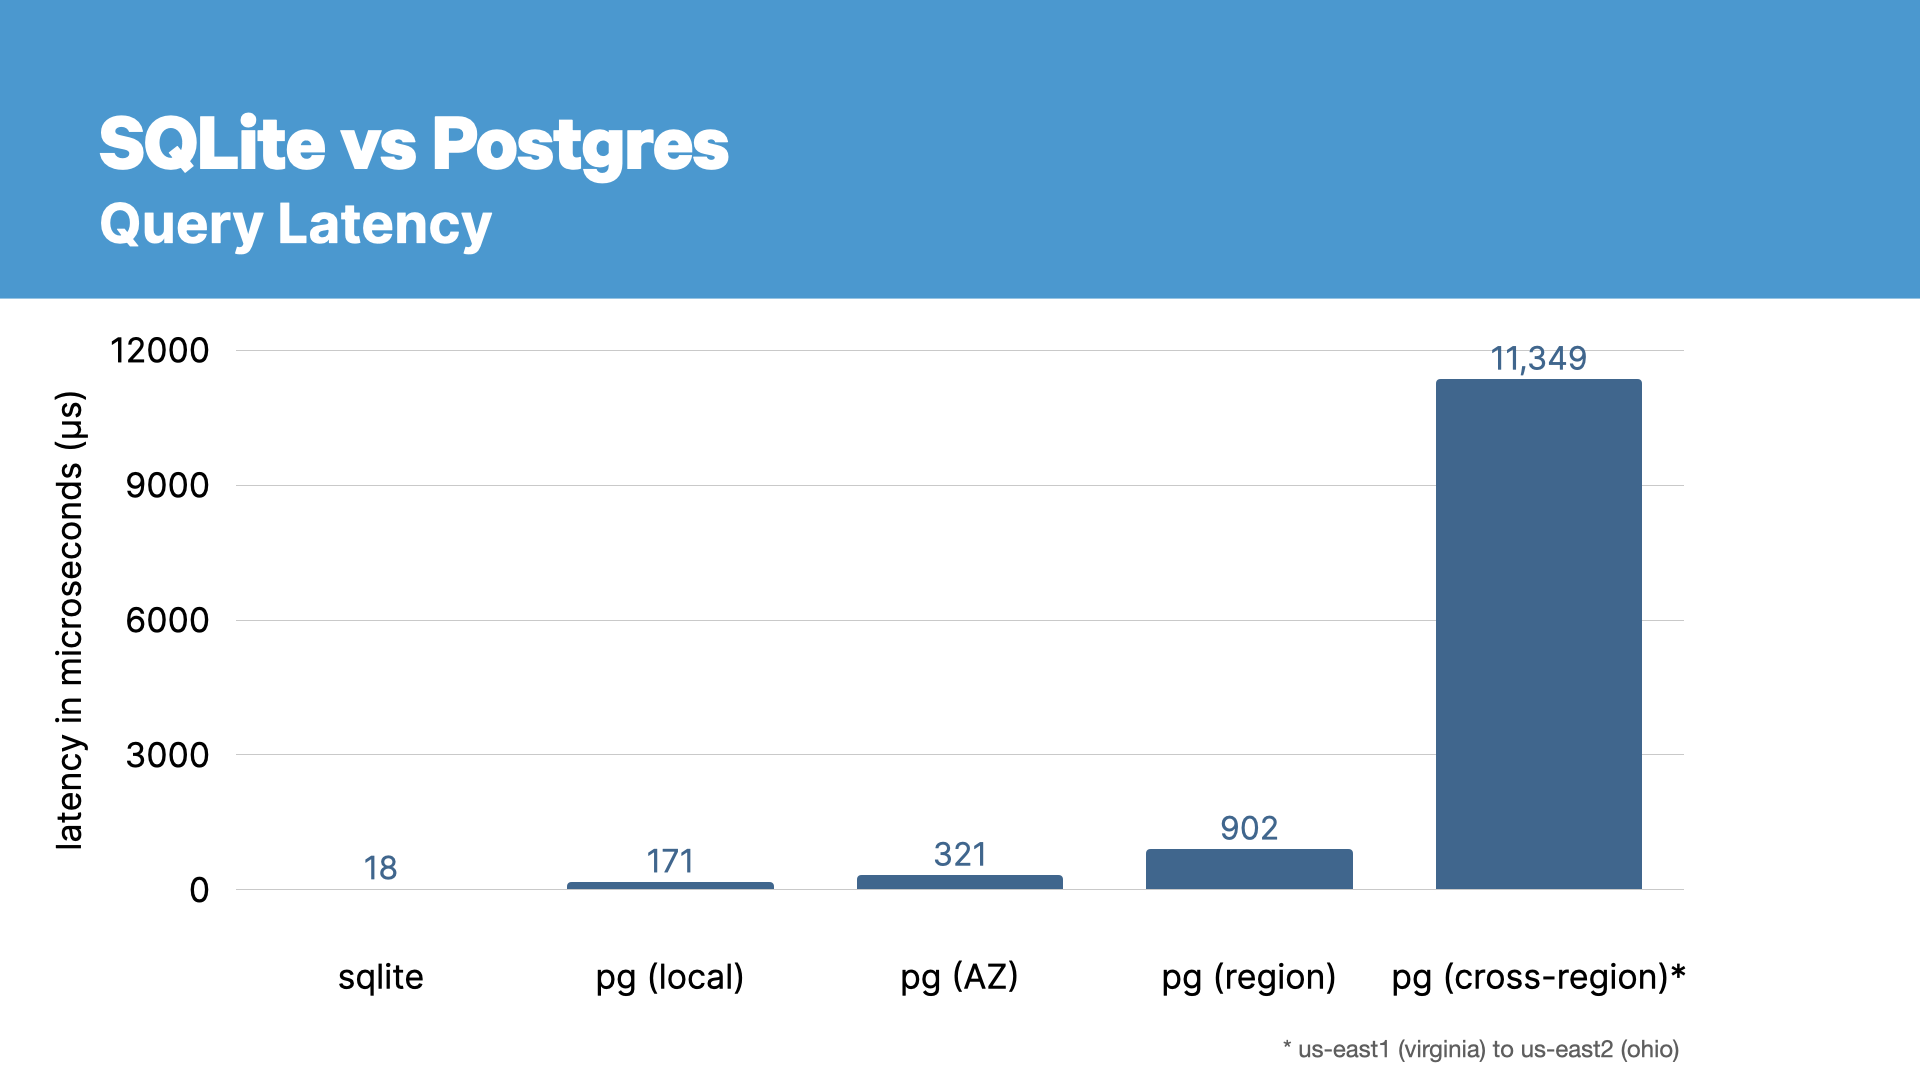 SQLite vs Postgres
Query Latency
latency in microseconds (µs)
12000
9000
6000
3000
0
18
171
321
902
11,349
sqlite
pg (local)
pg (AZ)
pg (region)
pg (cross-region)*
* us-east1 (virginia) to us-east2 (ohio)